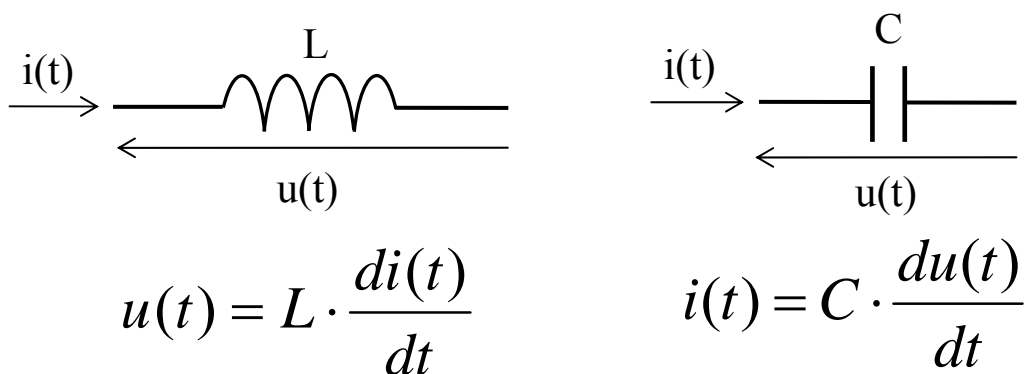 L
i(t)
u(t)
u(t) = L · di(t)/dt
C
i(t)
u(t)
i(t) = C · du(t)/dt